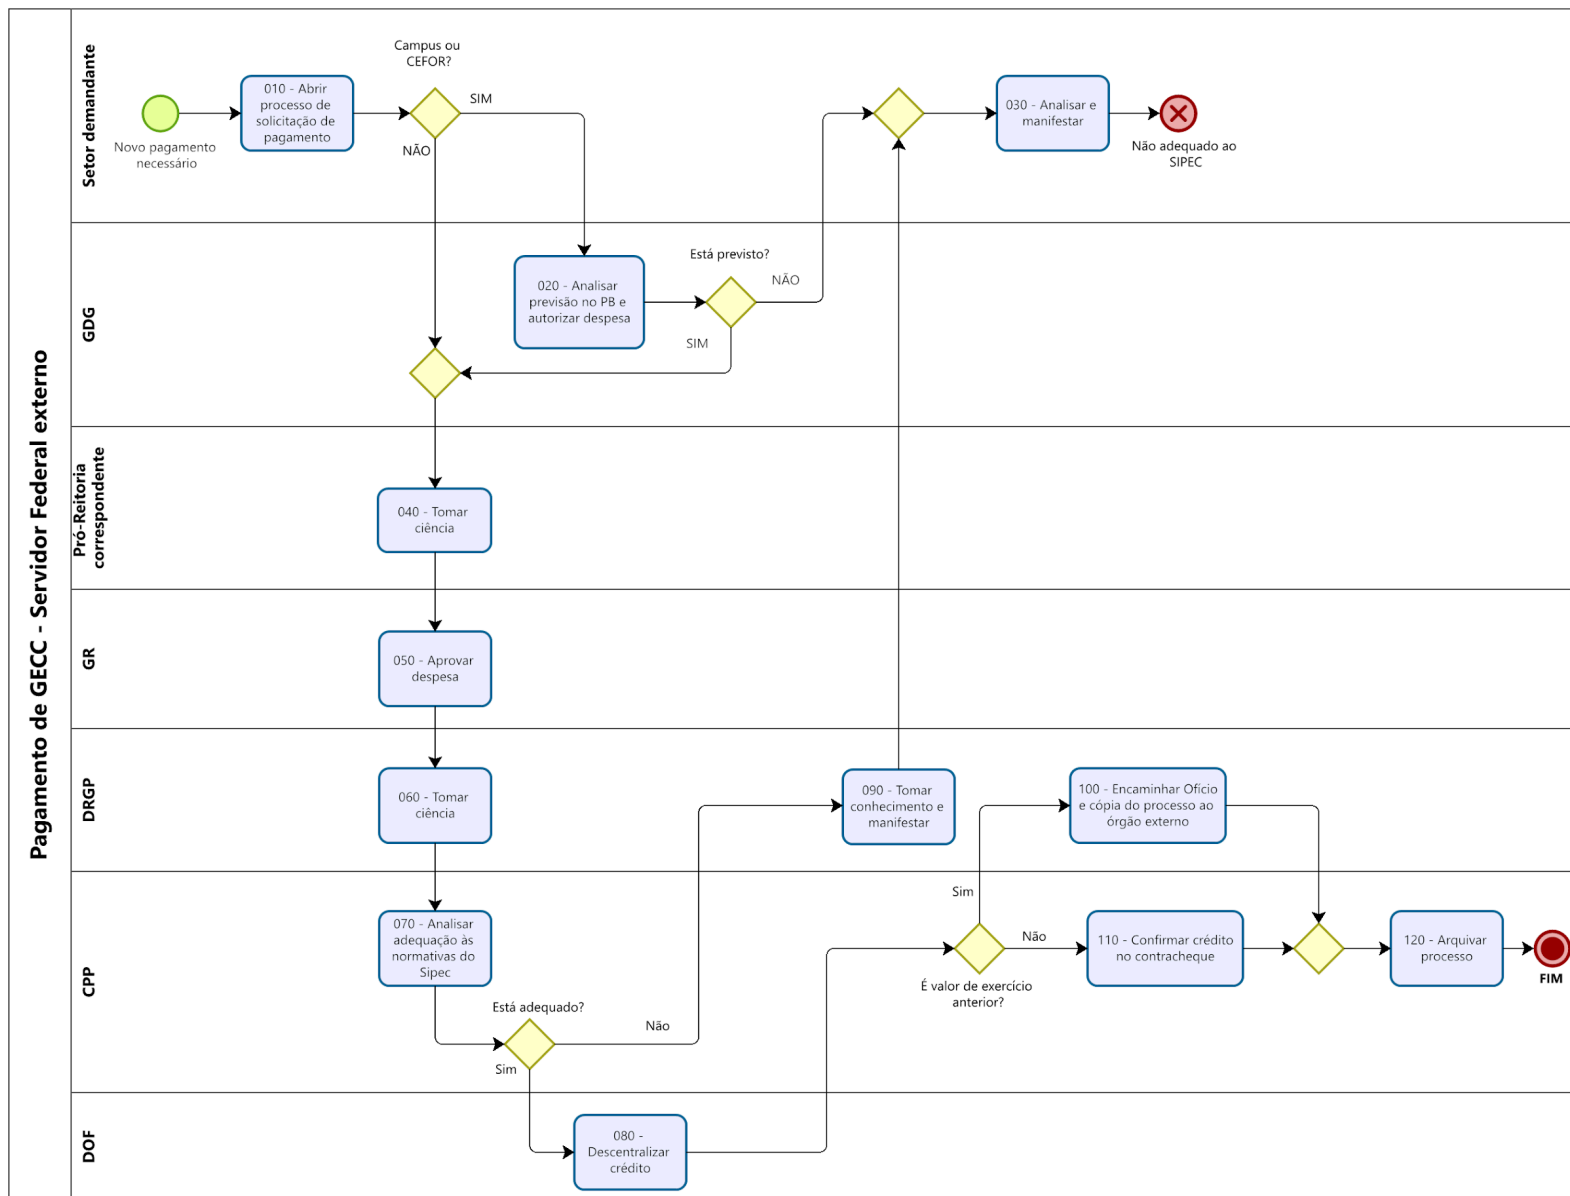 Pagamento de GECC - Servidor Federal externo
Setor demandante
Novo pagamento
necessário
010 - Abrir
processo de
solicitação de
pagamento
Campus ou
CEFOR?
SIM
NÃO
030 - Analisar e
manifestar
Não adequado ao
SIPEC
GDG
020 - Analisar
previsão no PB e
autorizar despesa
Está previsto?
NÃO
SIM
Pró-Reitoria
correspondente
040 - Tomar
ciência
GR
050 - Aprovar
despesa
DRGP
060 - Tomar
ciência
090 - Tomar
conhecimento e
manifestar
100 - Encaminhar Ofício
e cópia do processo ao
órgão externo
CPP
070 - Analisar
adequação às
normativas do
Sipec
Está adequado?
Não
Sim
Sim
É valor de exercício
anterior?
Não
110 - Confirmar crédito
no contracheque
120 - Arquivar
processo
FIM
DOF
080 -
Descentralizar
crédito